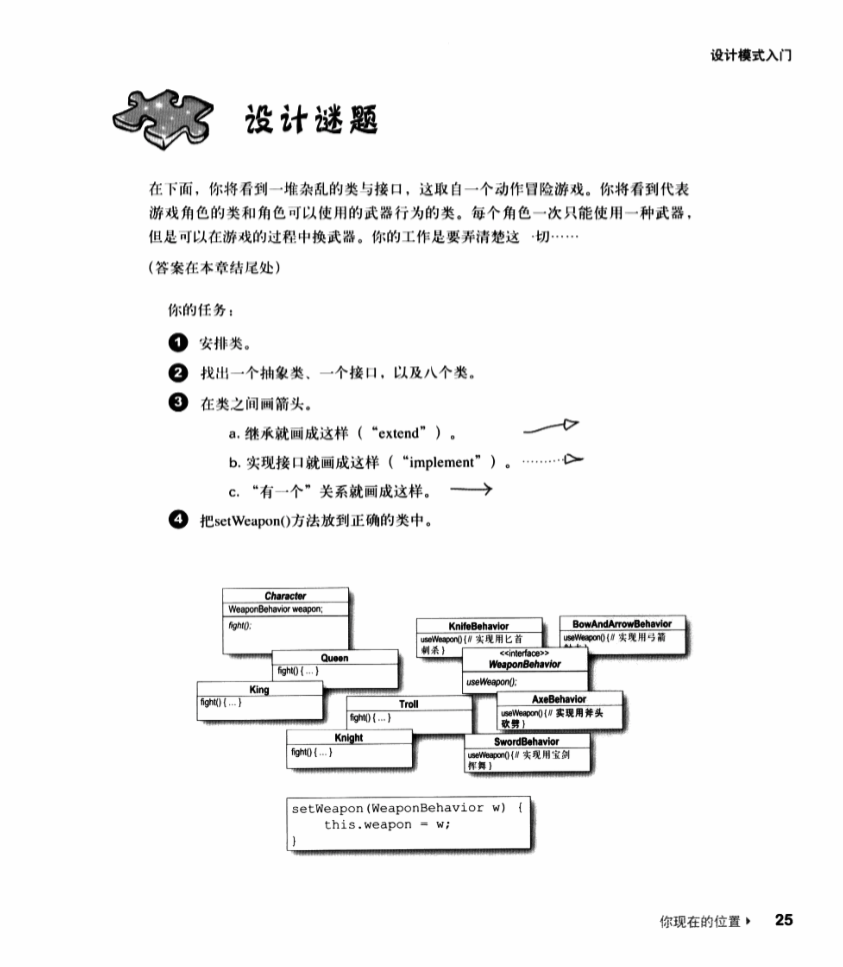 设计模式入门
设计谜题
在下面，你将看到一堆杂乱的类与接口，这取自一个动作冒险游戏。你将看到代表
游戏角色的类和角色可以使用的武器行为的类。每个角色一次只能使用一种武器，
但是可以在游戏的过程中换武器。你的工作是要弄清楚这一切……
（答案在本章结尾处）
你的任务：
1 安排类。
2 找出一个抽象类、一个接口，以及八个类。
3 在类之间画箭头。
a. 继承就画成这样（“extend”）。
b. 实现接口就画成这样（“implement”）。
c. “有一个”关系就画成这样。
4 把setWeapon()方法放到正确的类中。
Character
WeaponBehavior weapon;
fight();
KnifeBehavior
useWeapon() { // 实现用匕首
刺杀 }
BowAndArrowBehavior
useWeapon() { // 实现用弓箭
Queen
fight() { ... }
<<interface>>
WeaponBehavior
useWeapon();
King
fight() { ... }
Troll
fight() { ... }
AxeBehavior
useWeapon() { // 实现用斧头
砍劈 }
Knight
fight() { ... }
SwordBehavior
useWeapon() { // 实现用宝剑
挥舞 }
setWeapon(WeaponBehavior w) {
this.weapon = w;
}
你现在的位置 25